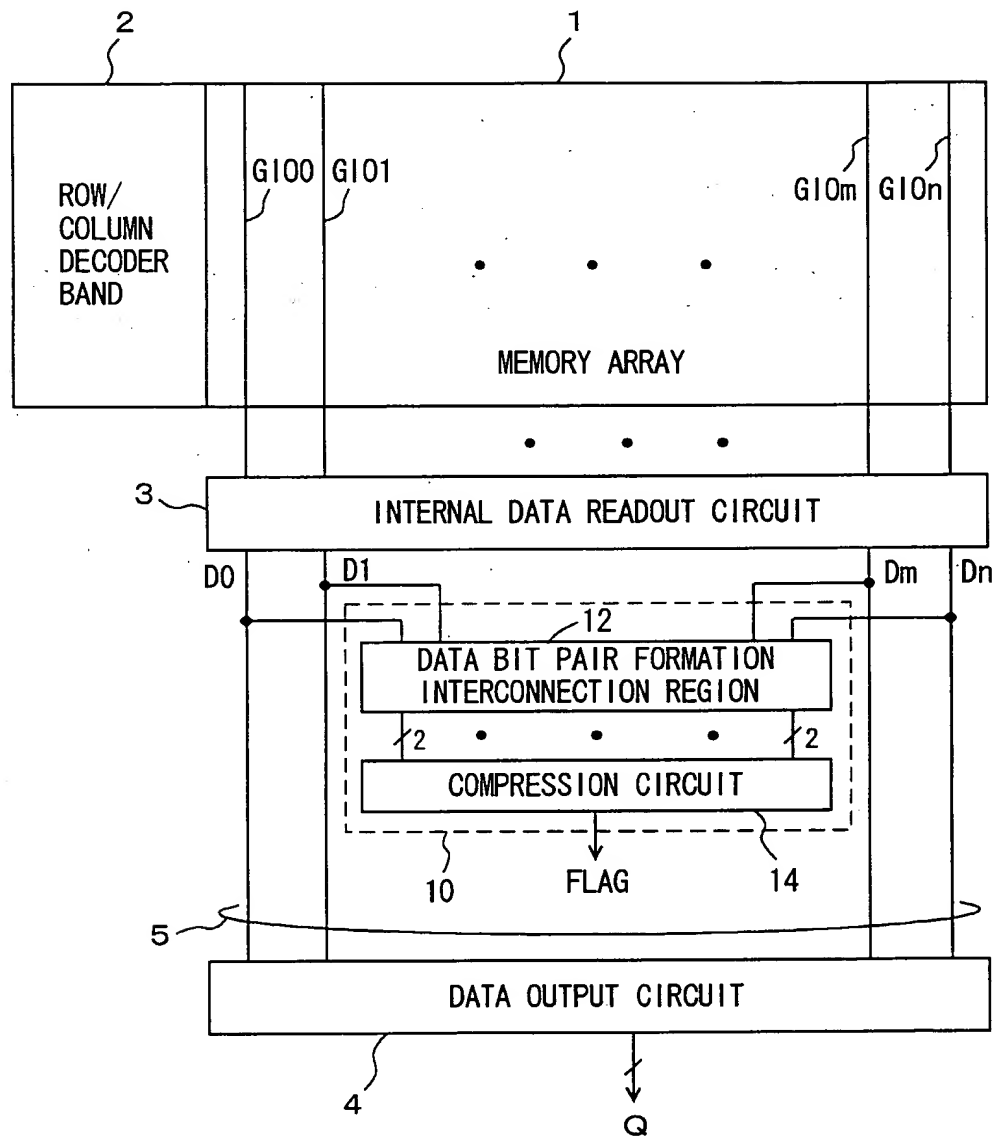 2
1
GIO0
GIO1
GIOm
GIOn
ROW/
COLUMN
DECODER
BAND
MEMORY ARRAY
3
INTERNAL DATA READOUT CIRCUIT
D0
D1
Dm
Dn
12
DATA BIT PAIR FORMATION
INTERCONNECTION REGION
2
2
COMPRESSION CIRCUIT
10
FLAG
14
5
DATA OUTPUT CIRCUIT
4
Q